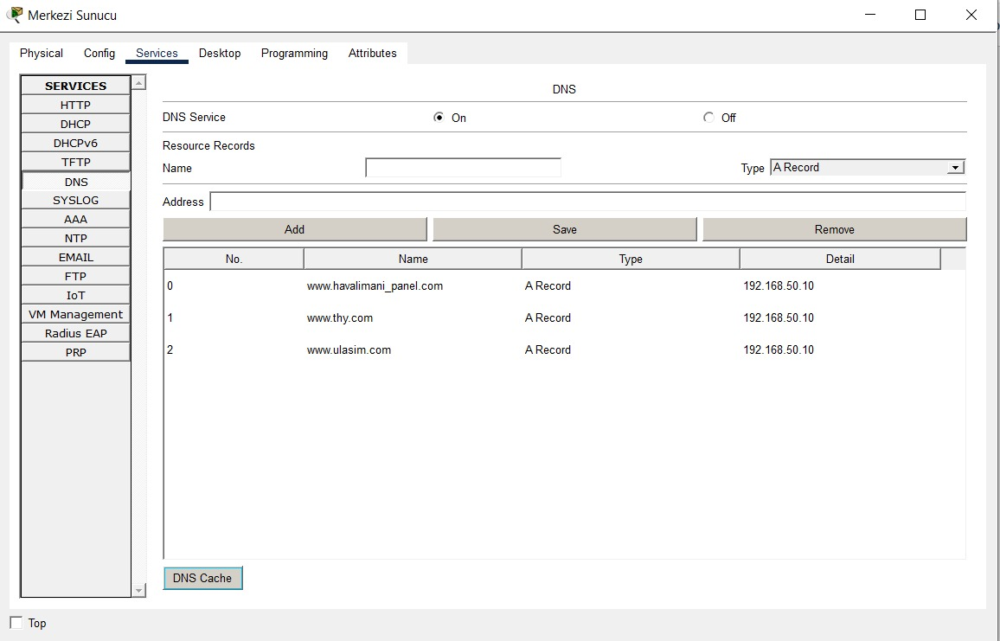 Merkezi Sunucu
Physical Config Services Desktop Programming Attributes
SERVICES
HTTP
DHCP
DHCPv6
TFTP
DNS
SYSLOG
AAA
NTP
EMAIL
FTP
IoT
VM Management
Radius EAP
PRP
DNS
DNS Service On Off
Resource Records
Name Type A Record
Address
Add Save Remove
No. Name Type Detail
0 www.havalimani_panel.com A Record 192.168.50.10
1 www.thy.com A Record 192.168.50.10
2 www.ulasim.com A Record 192.168.50.10
DNS Cache
Top